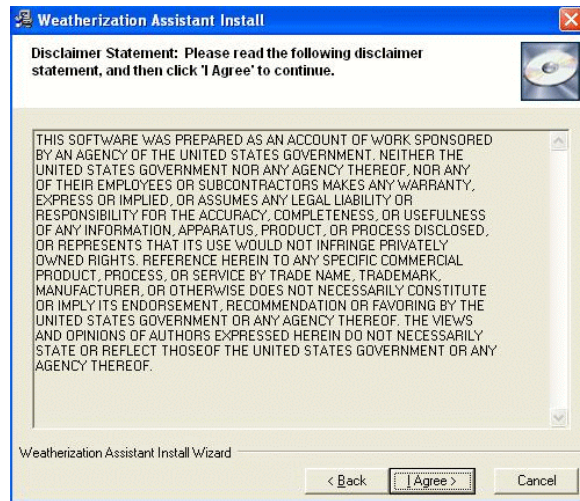 Weatherization Assistant Install
Disclaimer Statement: Please read the following disclaimer
statement, and then click 'I Agree' to continue.
THIS SOFTWARE WAS PREPARED AS AN ACCOUNT OF WORK SPONSORED
BY AN AGENCY OF THE UNITED STATES GOVERNMENT. NEITHER THE
UNITED STATES GOVERNMENT NOR ANY AGENCY THEREOF, NOR ANY
OF THEIR EMPLOYEES OR SUBCONTRACTORS MAKES ANY WARRANTY,
EXPRESS OR IMPLIED, OR ASSUMES ANY LEGAL LIABILITY OR
RESPONSIBILITY FOR THE ACCURACY, COMPLETENESS, OR USEFULNESS
OF ANY INFORMATION, APPARATUS, PRODUCT, OR PROCESS DISCLOSED,
OR REPRESENTS THAT ITS USE WOULD NOT INFRINGE PRIVATELY
OWNED RIGHTS. REFERENCE HEREIN TO ANY SPECIFIC COMMERCIAL
PRODUCT, PROCESS, OR SERVICE BY TRADE NAME, TRADEMARK,
MANUFACTURER, OR OTHERWISE DOES NOT NECESSARILY CONSTITUTE
OR IMPLY ITS ENDORSEMENT, RECOMMENDATION OR FAVORING BY THE
UNITED STATES GOVERNMENT OR ANY AGENCY THEREOF. THE VIEWS
AND OPINIONS OF AUTHORS EXPRESSED HEREIN DO NOT NECESSARILY
STATE OR REFLECT THOSEOF THE UNITED STATES GOVERNMENT OR ANY
AGENCY THEREOF.
Weatherization Assistant Install Wizard
< Back I Agree > Cancel